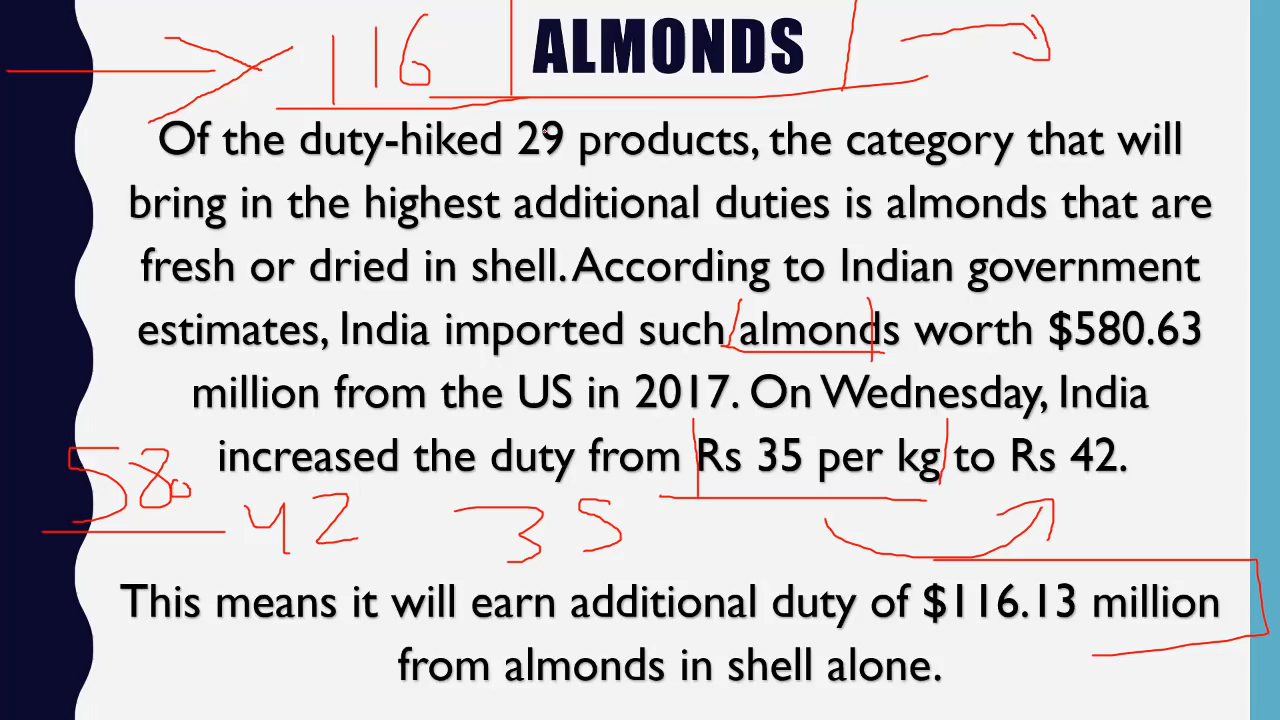 116
ALMONDS
Of the duty-hiked 29 products, the category that will
bring in the highest additional duties is almonds that are
fresh or dried in shell. According to Indian government
estimates, India imported such almonds worth $580.63
million from the US in 2017. On Wednesday, India
increased the duty from Rs 35 per kg to Rs 42.
580
42 35
This means it will earn additional duty of $116.13 million
from almonds in shell alone.